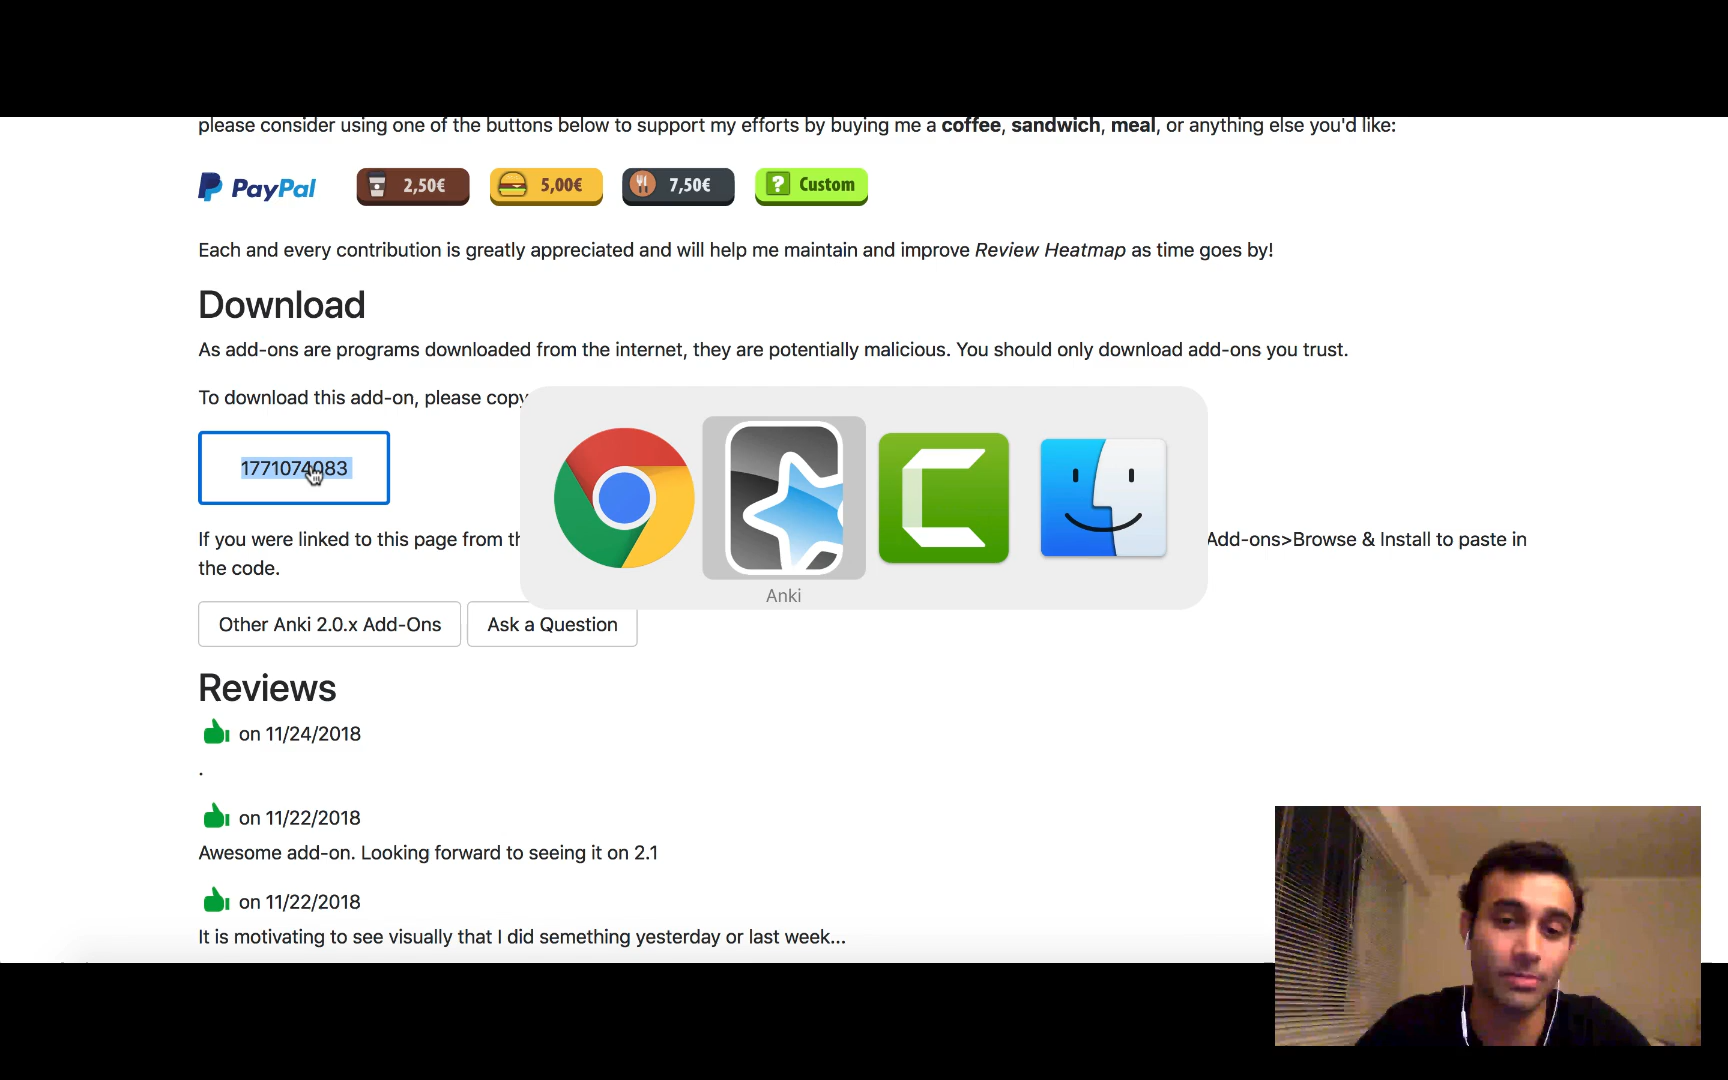 please consider using one of the buttons below to support my efforts by buying me a coffee, sandwich, meal, or anything else you'd like:
PayPal 2,50€ 5,00€ 7,50€ ? Custom
Each and every contribution is greatly appreciated and will help me maintain and improve Review Heatmap as time goes by!
Download
As add-ons are programs downloaded from the internet, they are potentially malicious. You should only download add-ons you trust.
To download this add-on, please copy
1771074083
If you were linked to this page from Add-ons>Browse & Install to paste in
the code.
Anki
Other Anki 2.0.x Add-Ons Ask a Question
Reviews
on 11/24/2018
.
on 11/22/2018
Awesome add-on. Looking forward to seeing it on 2.1
on 11/22/2018
It is motivating to see visually that I did semething yesterday or last week...